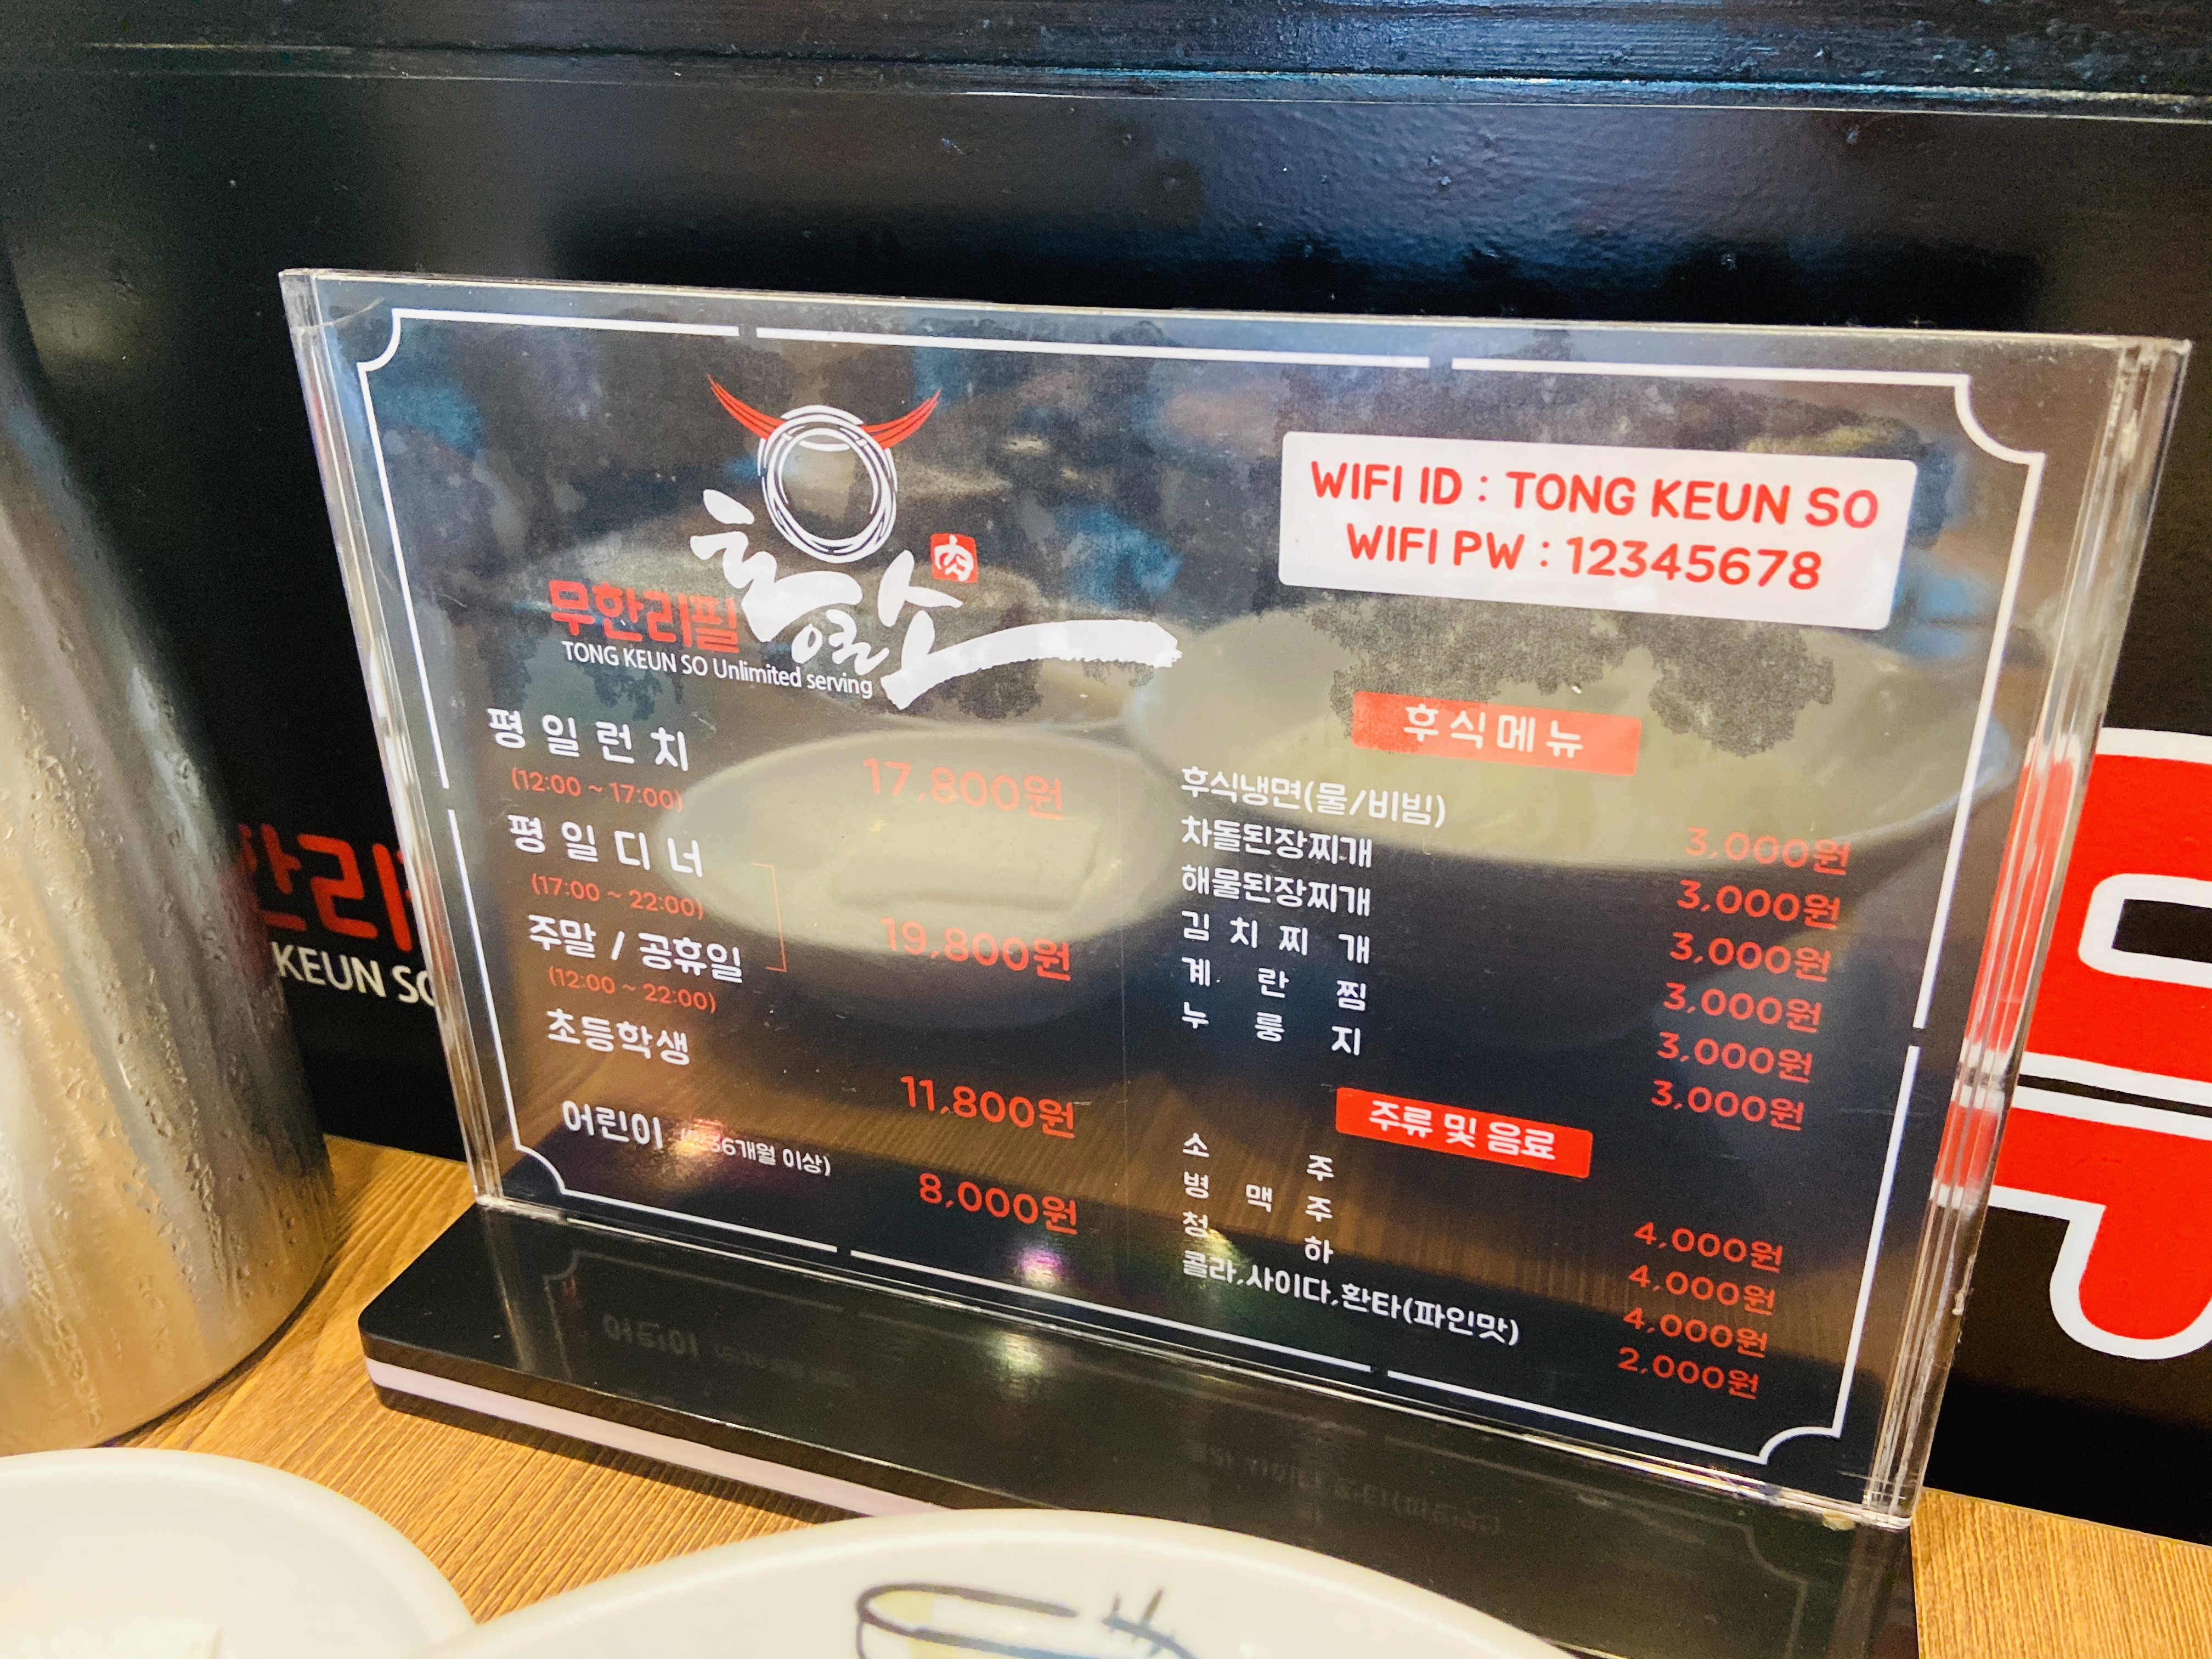 통 큰 소
肉
무한리필
TONG KEUN SO Unlimited serving
WIFI ID : TONG KEUN SO
WIFI PW : 12345678
평일런치 17,800원
(12:00 ~ 17:00)
평일디너
(17:00 ~ 22:00)
19,800원
주말 / 공휴일
(12:00 ~ 22:00)
초등학생 11,800원
어린이 36개월 이상) 8,000원
후식메뉴
후식냉면(물/비빔) 3,000원
차돌된장찌개 3,000원
해물된장찌개 3,000원
김치찌개 3,000원
계란찜 3,000원
누룽지 3,000원
주류 및 음료
소주 4,000원
병맥주 4,000원
청하 4,000원
콜라,사이다,환타(파인맛) 2,000원
한리
KEUN SO